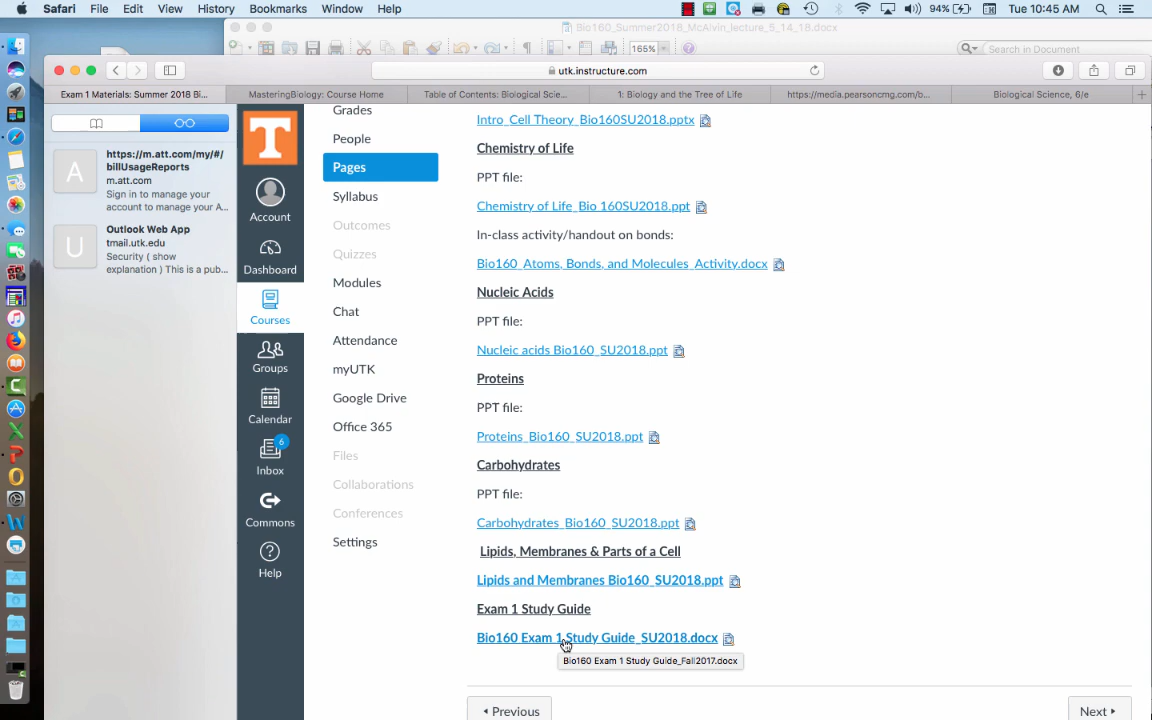 Safari File Edit View History Bookmarks Window Help 94% Tue 10:45 AM
Bio160_Summer2018_McAlvin_lecture_5_14_18.docx
165% Search in Document
utk.instructure.com
Exam 1 Materials: Summer 2018 Bi... MasteringBiology: Course Home Table of Contents: Biological Scie... 1: Biology and the Tree of Life https://media.pearsoncmg.com/b... Biological Science, 6/e
A
https://m.att.com/my/#/
billUsageReports
m.att.com
Sign in to manage your
account to manage your A...
U
Outlook Web App
tmail.utk.edu
Security ( show
explanation ) This is a pub...
T
Account
Dashboard
Courses
Groups
Calendar
6
Inbox
Commons
Help
Grades
People
Pages
Syllabus
Outcomes
Quizzes
Modules
Chat
Attendance
myUTK
Google Drive
Office 365
Files
Collaborations
Conferences
Settings
Intro_Cell Theory_Bio160SU2018.pptx
Chemistry of Life
PPT file:
Chemistry of Life_Bio 160SU2018.ppt
In-class activity/handout on bonds:
Bio160_Atoms, Bonds, and Molecules_Activity.docx
Nucleic Acids
PPT file:
Nucleic acids Bio160_SU2018.ppt
Proteins
PPT file:
Proteins_Bio160_SU2018.ppt
Carbohydrates
PPT file:
Carbohydrates_Bio160_SU2018.ppt
Lipids, Membranes & Parts of a Cell
Lipids and Membranes Bio160_SU2018.ppt
Exam 1 Study Guide
Bio160 Exam 1 Study Guide_SU2018.docx
Bio160 Exam 1 Study Guide_Fall2017.docx
Previous
Next